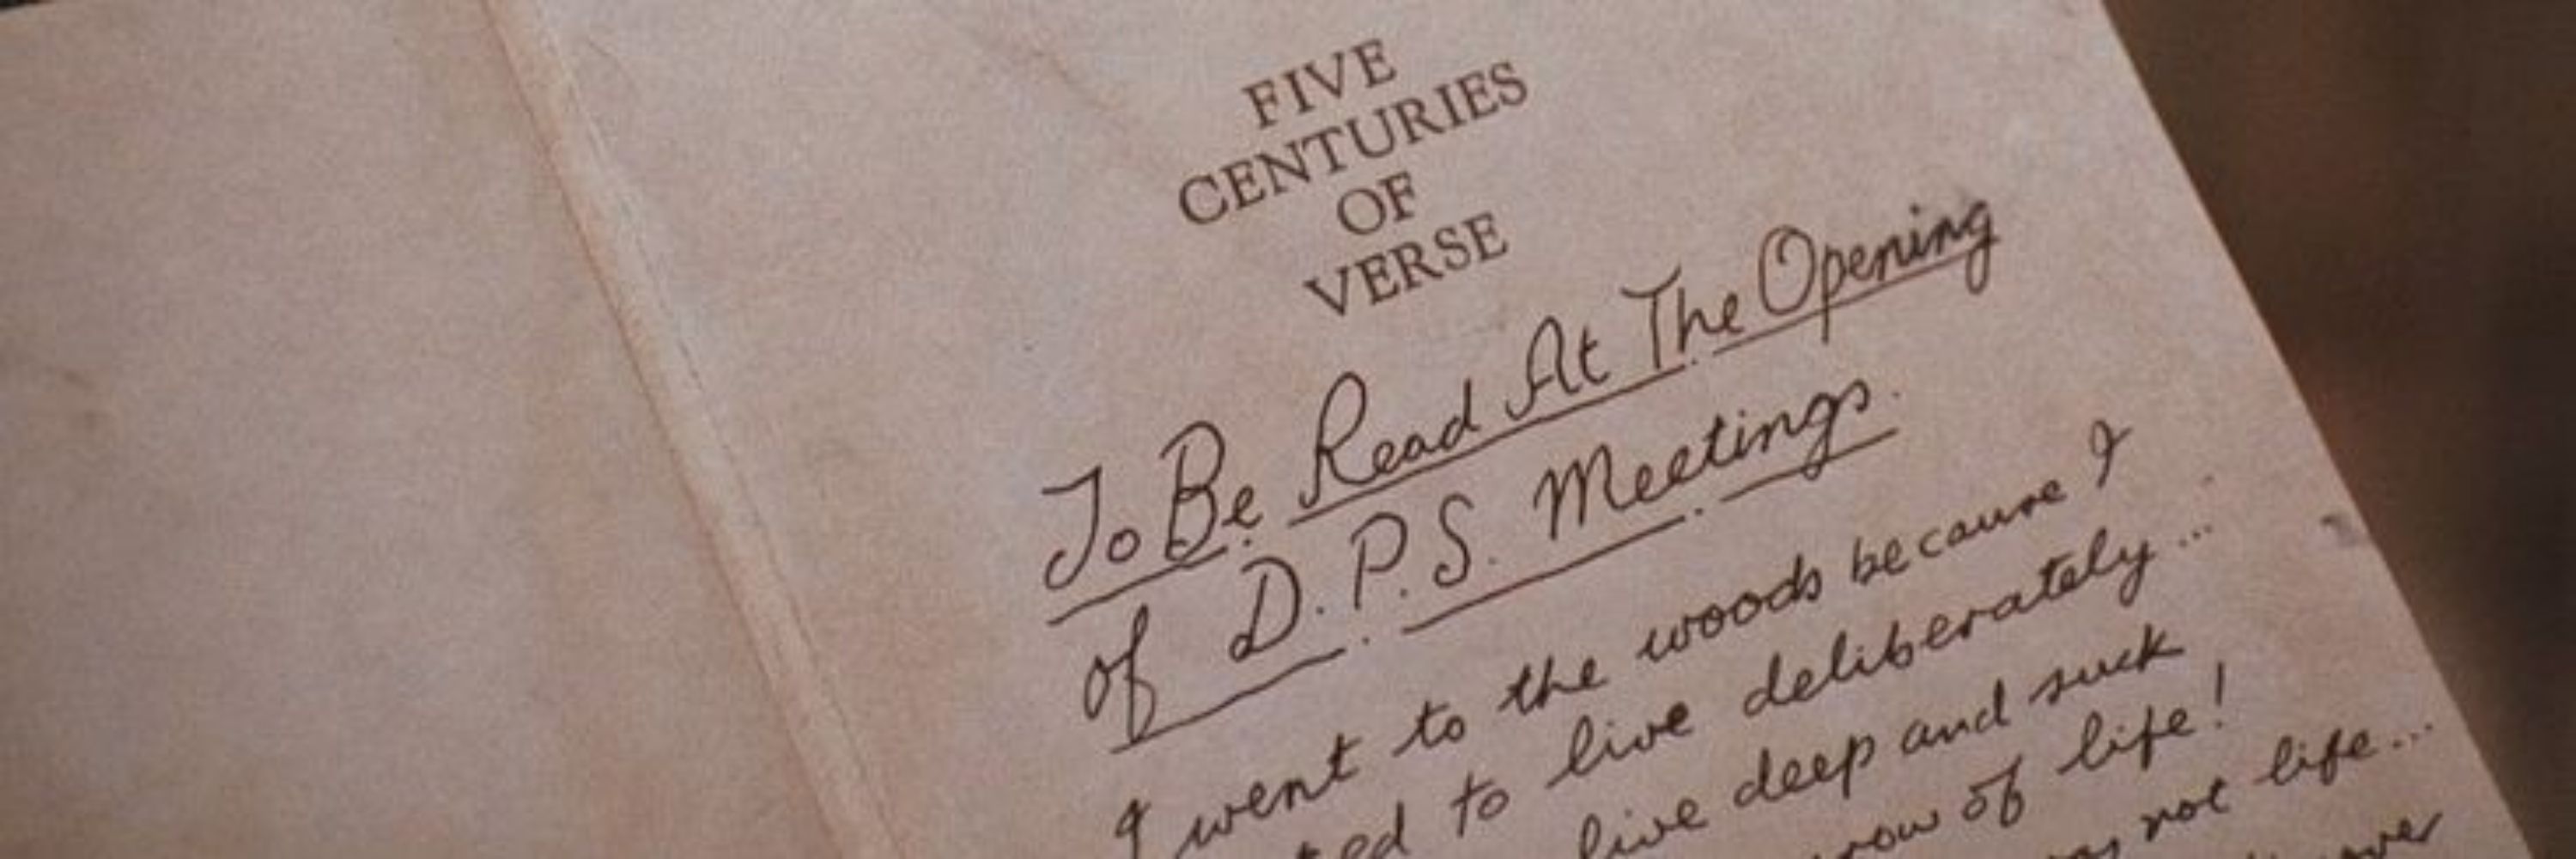 FIVE
CENTURIES
OF
VERSE
To Be Read At The Opening
of D.P.S. Meetings.
I went to the woods because I
to live deliberately...
live deep and suck
of life!
not life...